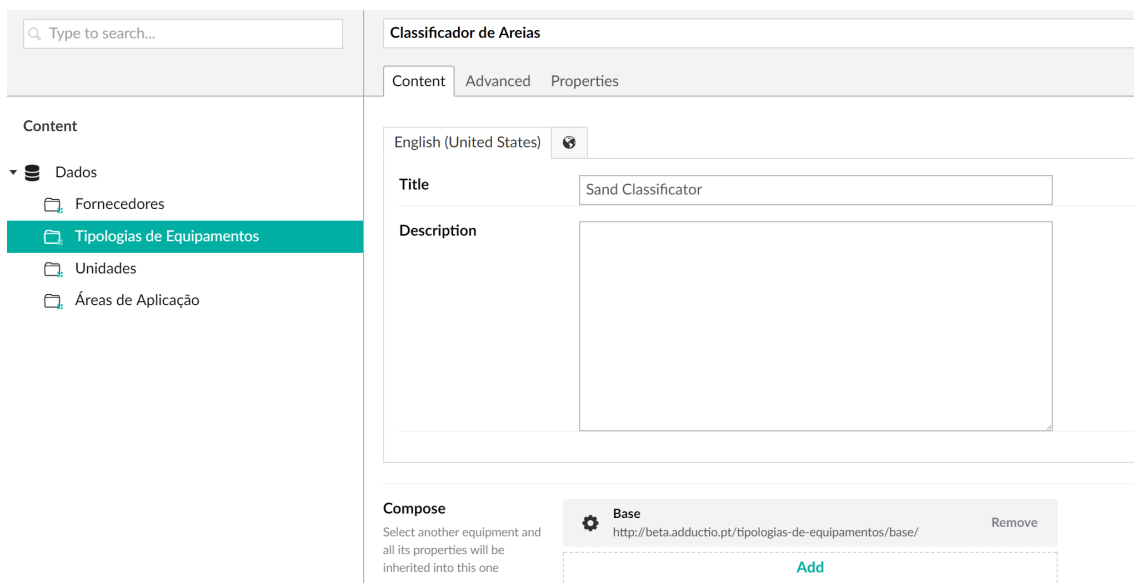 Type to search...
Classificador de Areias
Content Advanced Properties
Content
Dados
Fornecedores
Tipologias de Equipamentos
Unidades
Áreas de Aplicação
English (United States)
Title
Sand Classificator
Description
Compose
Select another equipment and
all its properties will be
inherited into this one
Base
http://beta.adductio.pt/tipologias-de-equipamentos/base/
Remove
Add